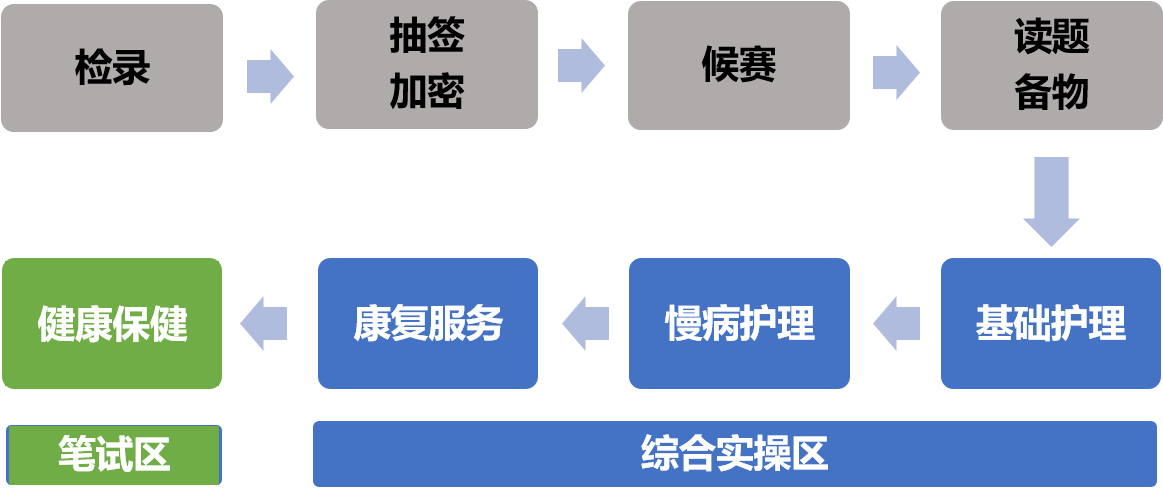 检录
抽签
加密
候赛
读题
备物
健康保健
康复服务
慢病护理
基础护理
笔试区
综合实操区